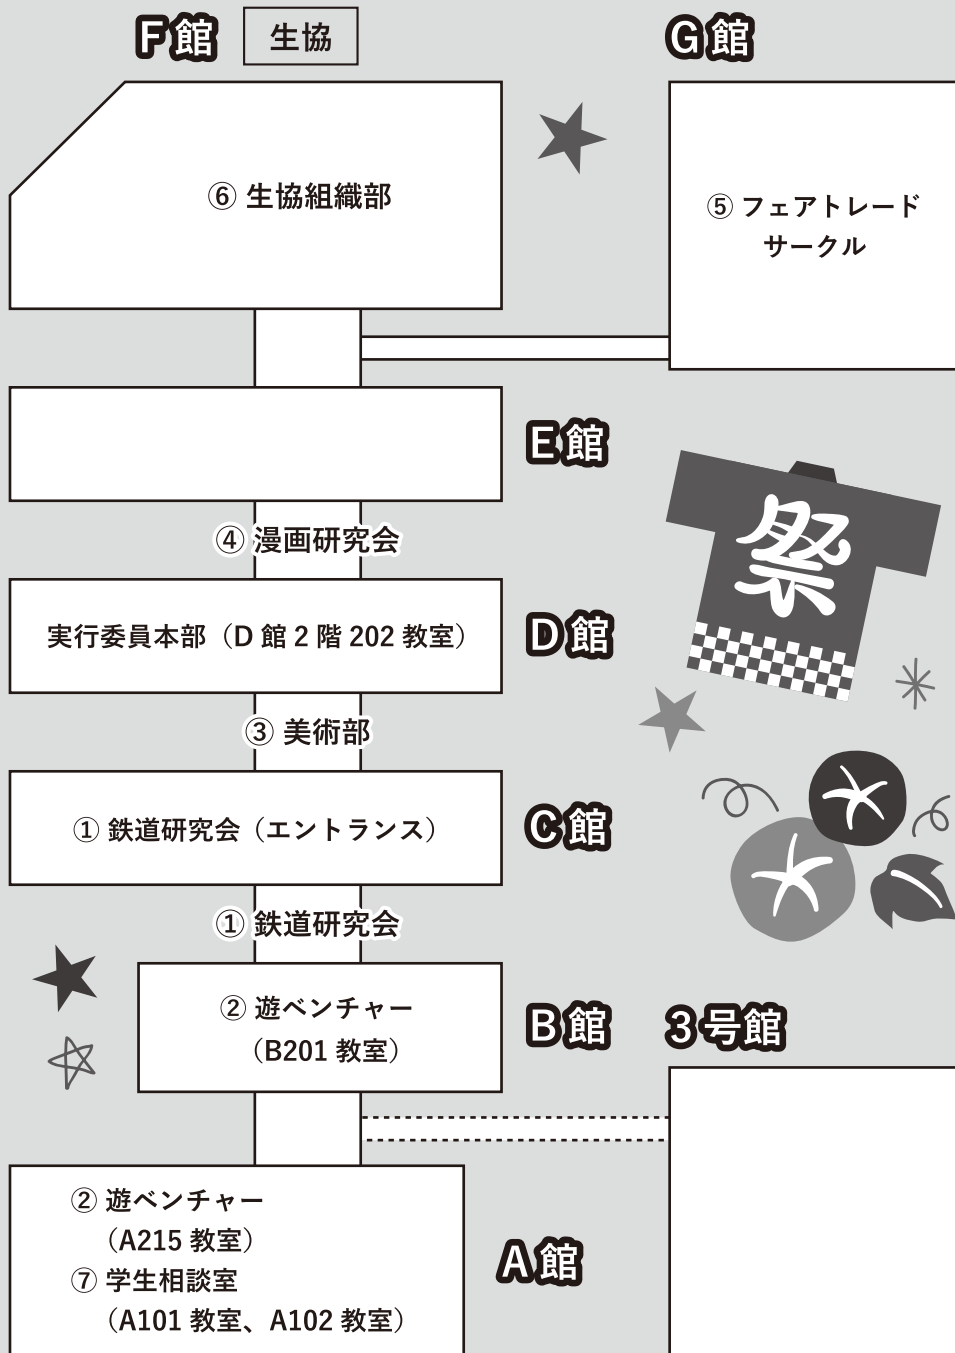 F館
生協
G館
⑥ 生協組織部
⑤ フェアトレード
サークル
E館
④ 漫画研究会
祭
実行委員本部（D 館 2 階 202 教室）
D館
③ 美術部
① 鉄道研究会（エントランス）
C館
① 鉄道研究会
② 遊ベンチャー
（B201 教室）
B館
3号館
② 遊ベンチャー
（A215 教室）
⑦ 学生相談室
（A101 教室、A102 教室）
A館